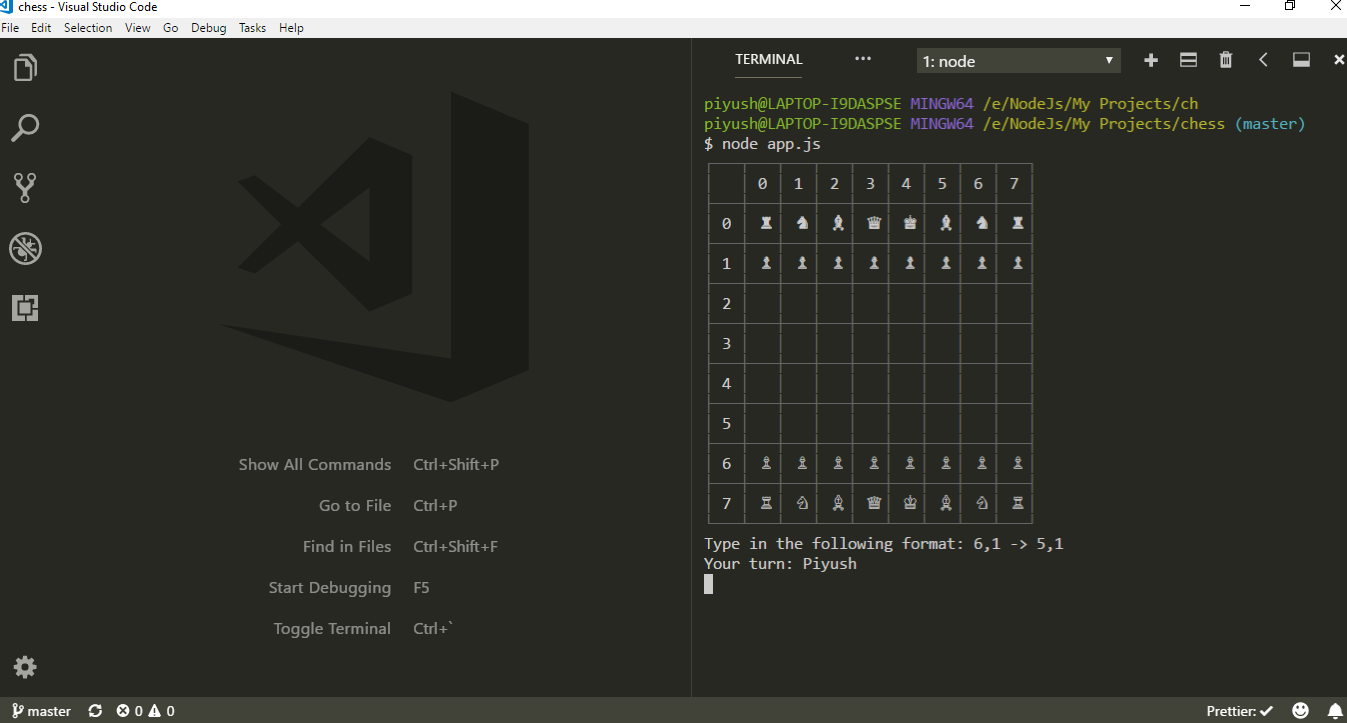 chess - Visual Studio Code
File Edit Selection View Go Debug Tasks Help
TERMINAL ••• 1: node
piyush@LAPTOP-I9DASPSE MINGW64 /e/NodeJs/My Projects/ch
piyush@LAPTOP-I9DASPSE MINGW64 /e/NodeJs/My Projects/chess (master)
$ node app.js
0 1 2 3 4 5 6 7
0 ♜ ♞ ♝ ♛ ♚ ♝ ♞ ♜
1 ♟ ♟ ♟ ♟ ♟ ♟ ♟ ♟
2
3
4
5
6 ♙ ♙ ♙ ♙ ♙ ♙ ♙ ♙
7 ♖ ♘ ♗ ♕ ♔ ♗ ♘ ♖
Type in the following format: 6,1 -> 5,1
Your turn: Piyush
Show All Commands Ctrl+Shift+P
Go to File Ctrl+P
Find in Files Ctrl+Shift+F
Start Debugging F5
Toggle Terminal Ctrl+`
master 0 0 Prettier: ✓